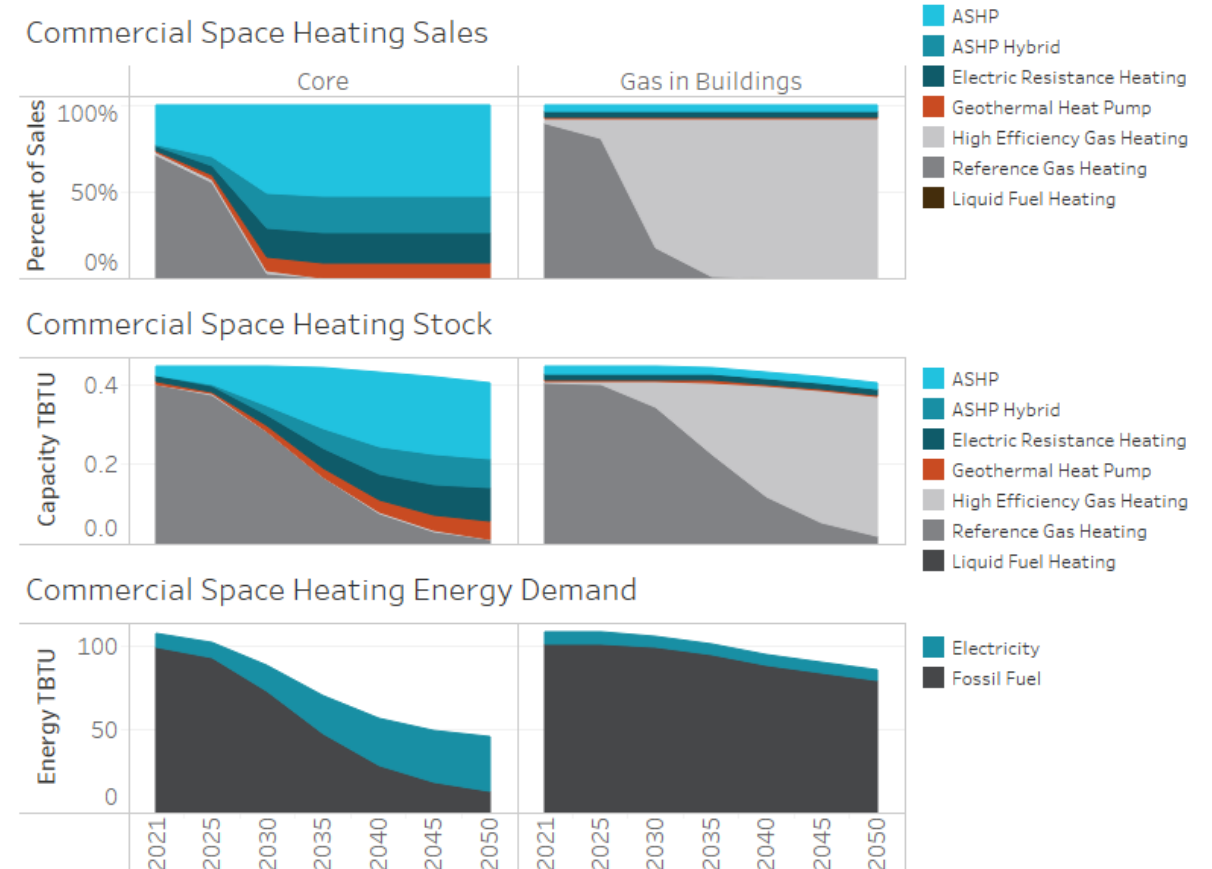 Commercial Space Heating Sales
Core
Gas in Buildings
Percent of Sales
100%
50%
0%
ASHP
ASHP Hybrid
Electric Resistance Heating
Geothermal Heat Pump
High Efficiency Gas Heating
Reference Gas Heating
Liquid Fuel Heating
Commercial Space Heating Stock
Capacity TBTU
0.4
0.2
0.0
ASHP
ASHP Hybrid
Electric Resistance Heating
Geothermal Heat Pump
High Efficiency Gas Heating
Reference Gas Heating
Liquid Fuel Heating
Commercial Space Heating Energy Demand
Energy TBTU
100
50
0
Electricity
Fossil Fuel
2021 2025 2030 2035 2040 2045 2050
2021 2025 2030 2035 2040 2045 2050